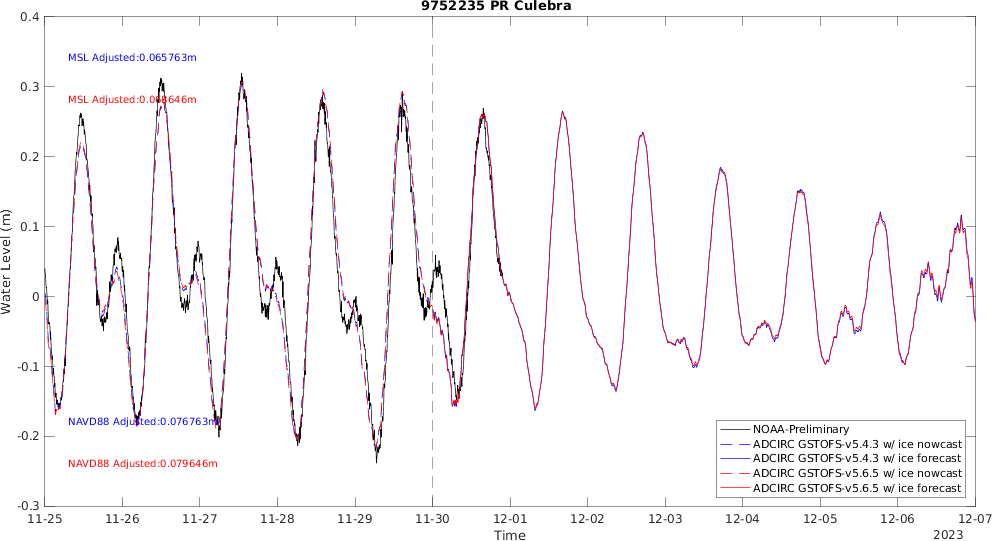 9752235 PR Culebra
0.4
0.3
0.2
0.1
0
-0.1
-0.2
-0.3
Water Level (m)
MSL Adjusted:0.065763m
MSL Adjusted:0.068646m
NAVD88 Adjusted:0.076763m
NAVD88 Adjusted:0.079646m
NOAA-Preliminary
ADCIRC GSTOFS-v5.4.3 w/ ice nowcast
ADCIRC GSTOFS-v5.4.3 w/ ice forecast
ADCIRC GSTOFS-v5.6.5 w/ ice nowcast
ADCIRC GSTOFS-v5.6.5 w/ ice forecast
11-25 11-26 11-27 11-28 11-29 11-30 12-01 12-02 12-03 12-04 12-05 12-06 12-07
Time
2023